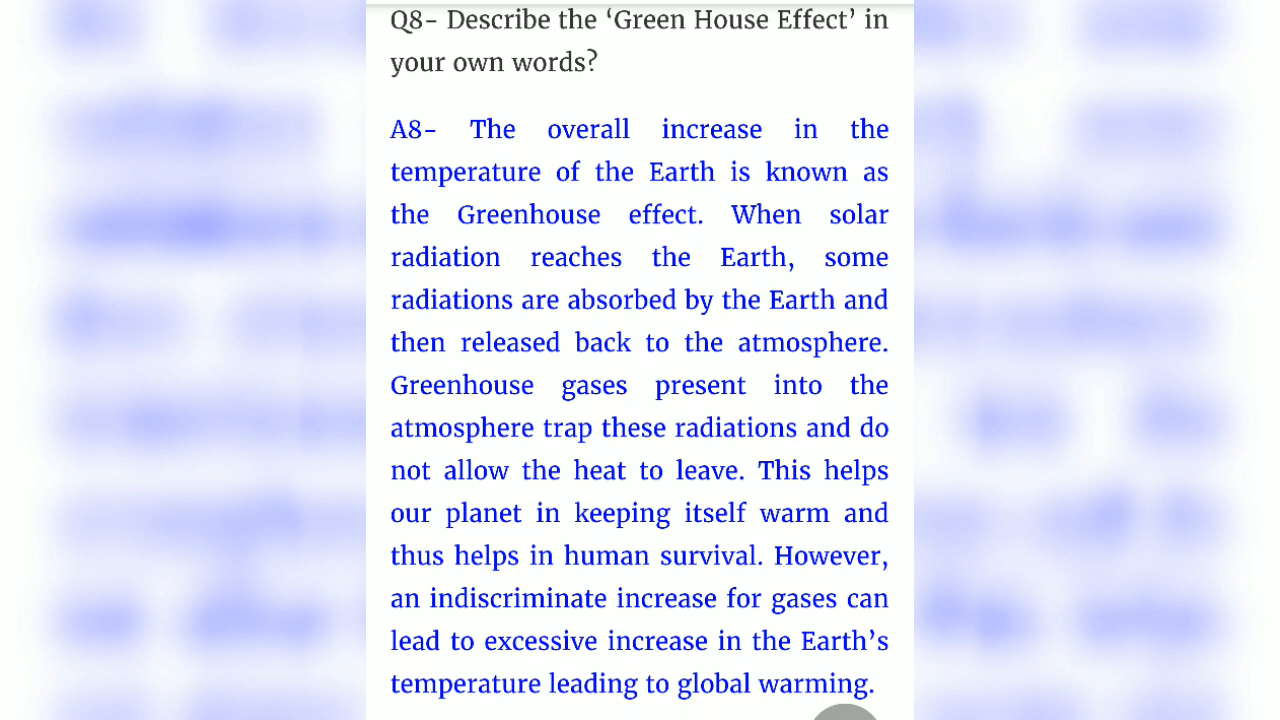 Q8- Describe the ‘Green House Effect’ in
your own words?
A8- The overall increase in the
temperature of the Earth is known as
the Greenhouse effect. When solar
radiation reaches the Earth, some
radiations are absorbed by the Earth and
then released back to the atmosphere.
Greenhouse gases present into the
atmosphere trap these radiations and do
not allow the heat to leave. This helps
our planet in keeping itself warm and
thus helps in human survival. However,
an indiscriminate increase for gases can
lead to excessive increase in the Earth’s
temperature leading to global warming.